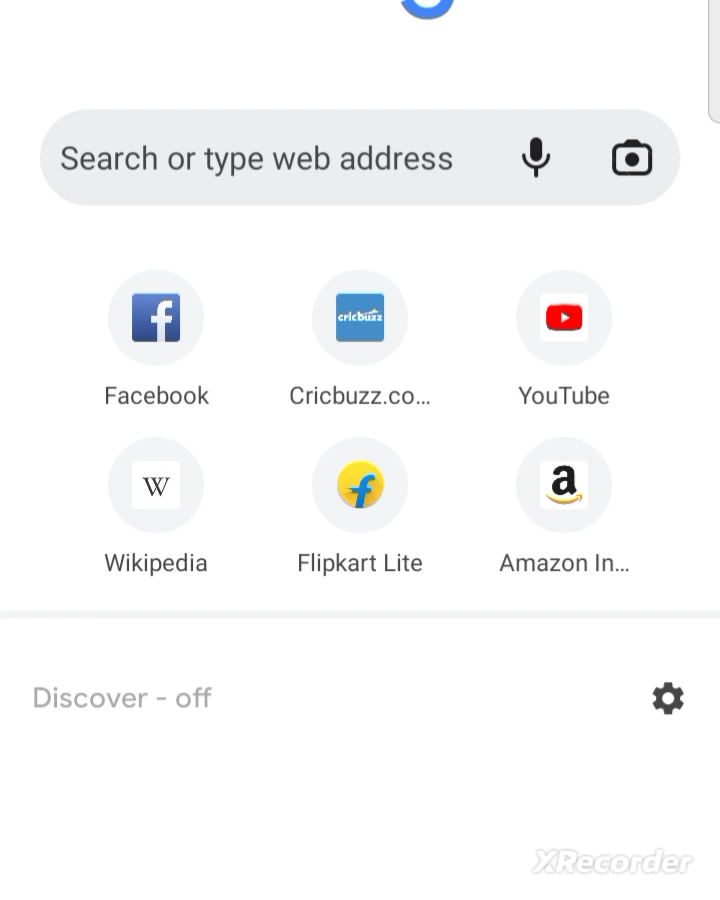 Search or type web address
cricbuzz
Facebook
Cricbuzz.co...
YouTube
W
a
Wikipedia
Flipkart Lite
Amazon In...
Discover - off
XRecorder